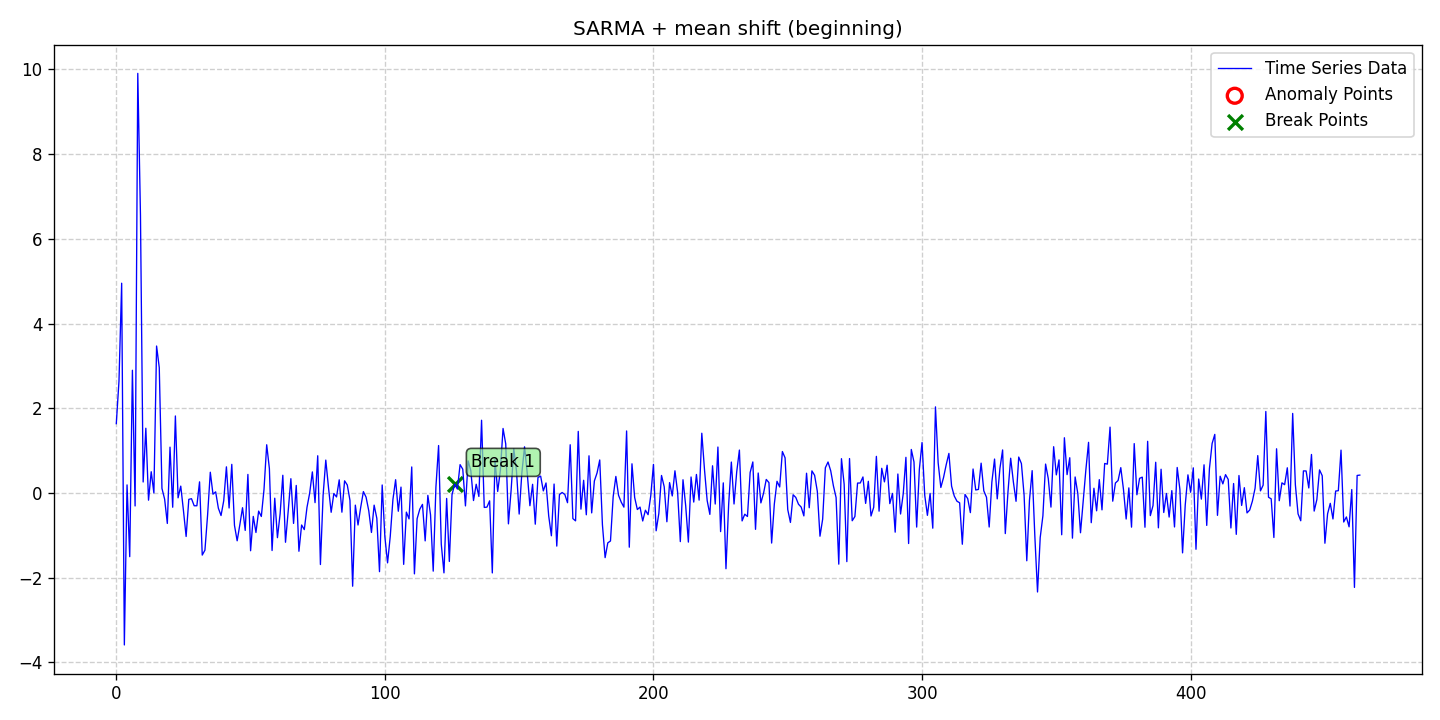 SARMA + mean shift (beginning)
Time Series Data
Anomaly Points
Break Points
Break 1
10
8
6
4
2
0
−2
−4
0
100
200
300
400